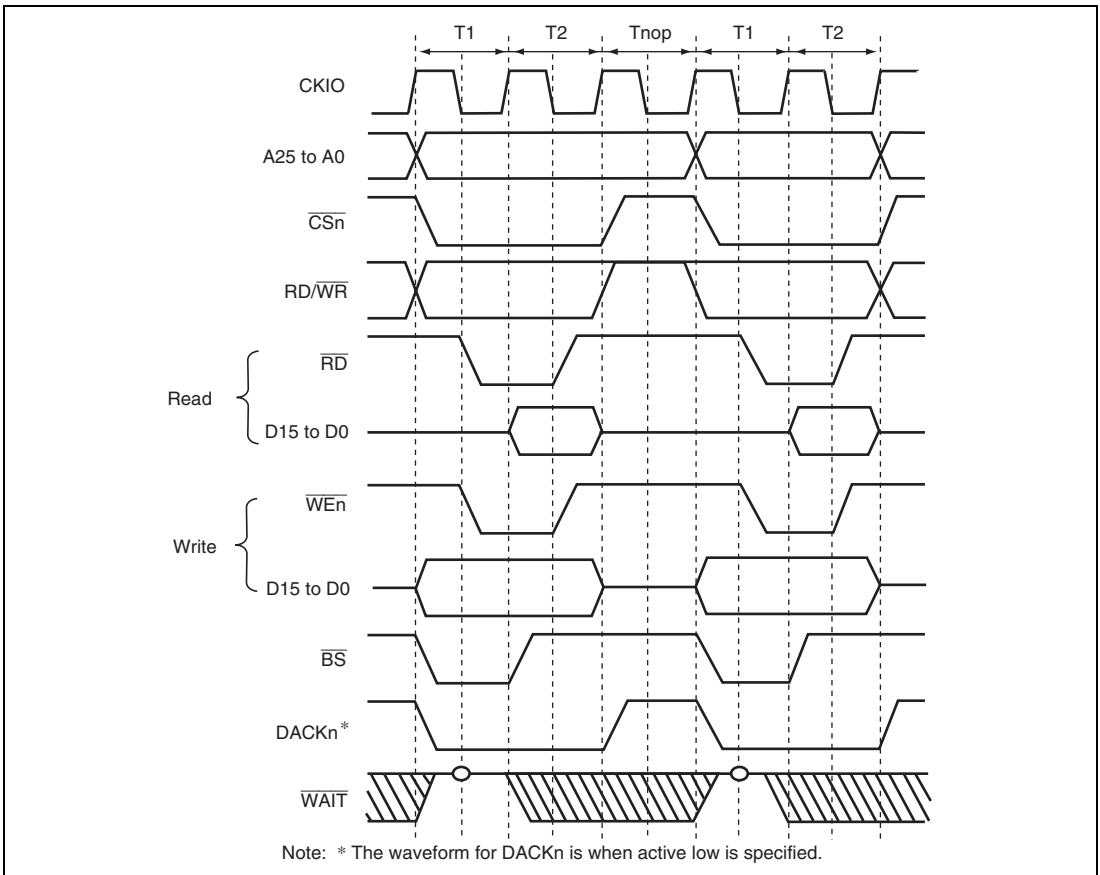 T1 T2 Tnop T1 T2
CKIO
A25 to A0
CSn
RD/WR
RD
Read
D15 to D0
WEn
Write
D15 to D0
BS
DACKn*
WAIT
Note: * The waveform for DACKn is when active low is specified.